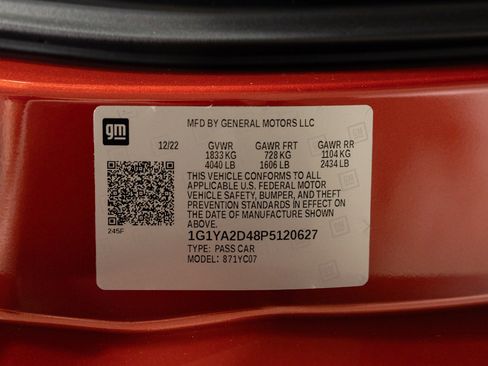 gm
MFD BY GENERAL MOTORS LLC
12/22 GVWR GAWR FRT GAWR RR
1833 KG 728 KG 1104 KG
4040 LB 1606 LB 2434 LB
THIS VEHICLE CONFORMS TO ALL
APPLICABLE U.S. FEDERAL MOTOR
VEHICLE SAFETY, BUMPER, AND THEFT
PREVENTION STANDARDS IN EFFECT ON
THE DATE OF MANUFACTURE SHOWN
ABOVE.
245F
1G1YA2D48P5120627
TYPE: PASS CAR
MODEL: 871YC07